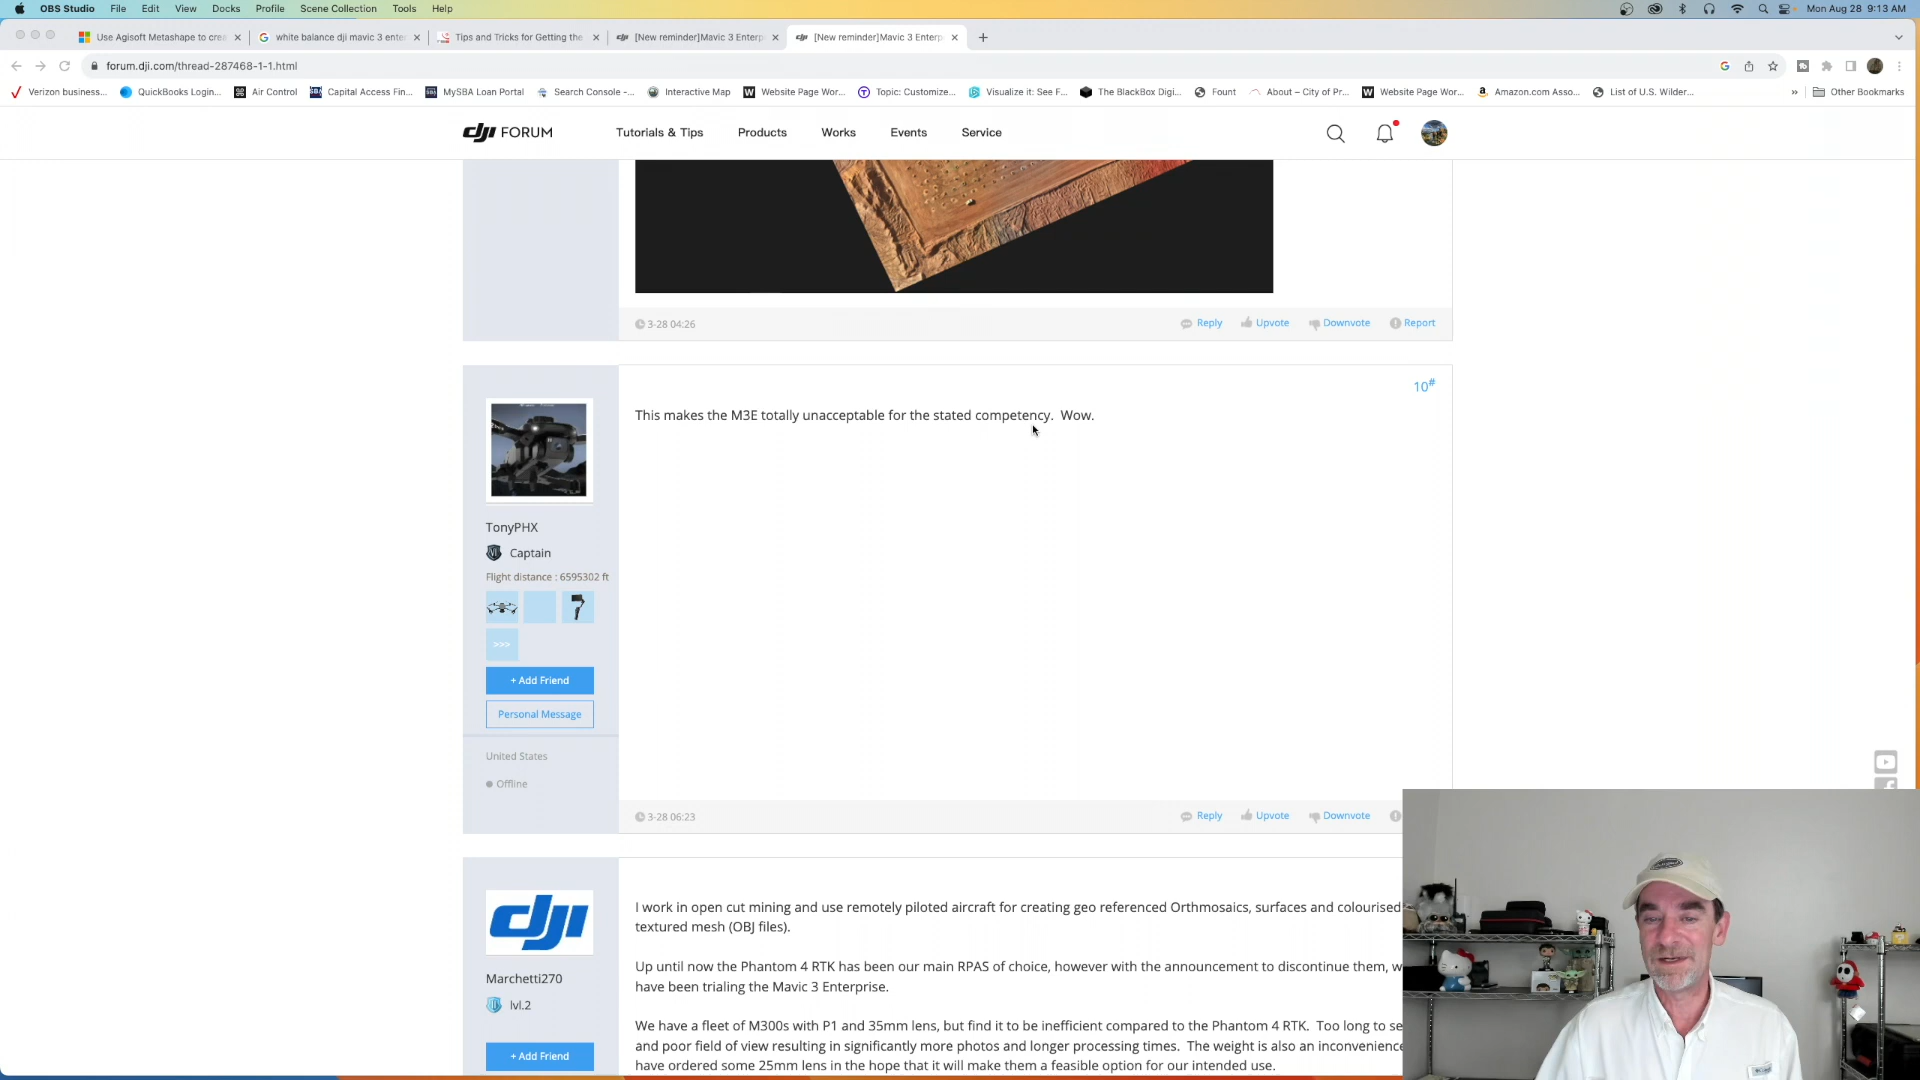 OBS Studio File Edit View Docks Profile Scene Collection Tools Help Mon Aug 28 9:13 AM
Use Agisoft Metashape to crea white balance dji mavic 3 ente Tips and Tricks for Getting the [New reminder]Mavic 3 Enterp [New reminder]Mavic 3 Enterp
forum.dji.com/thread-287468-1-1.html
Verizon business... QuickBooks Login... Air Control Capital Access Fin... MySBA Loan Portal Search Console -... Interactive Map Website Page Wor... Topic: Customize... Visualize it: See F... The BlackBox Digi... Fount About – City of Pr... Website Page Wor... Amazon.com Asso... List of U.S. Wilder... » Other Bookmarks
dji FORUM Tutorials & Tips Products Works Events Service
3-28 04:26 Reply Upvote Downvote Report
10#
This makes the M3E totally unacceptable for the stated competency. Wow.
TonyPHX
Captain
Flight distance : 6595302 ft
>>>
+ Add Friend
Personal Message
United States
Offline
3-28 06:23 Reply Upvote Downvote
dji
I work in open cut mining and use remotely piloted aircraft for creating geo referenced Orthmosaics, surfaces and colourised
textured mesh (OBJ files).
Up until now the Phantom 4 RTK has been our main RPAS of choice, however with the announcement to discontinue them, w
have been trialing the Mavic 3 Enterprise.
Marchetti270
lvl.2
We have a fleet of M300s with P1 and 35mm lens, but find it to be inefficient compared to the Phantom 4 RTK. Too long to se
and poor field of view resulting in significantly more photos and longer processing times. The weight is also an inconvenience
have ordered some 25mm lens in the hope that it will make them a feasible option for our intended use.
+ Add Friend